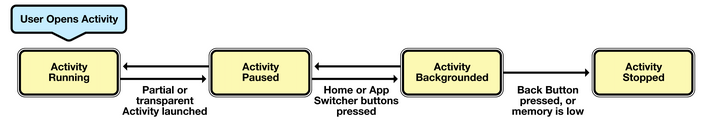 User Opens Activity
Activity
Running
Activity
Paused
Activity
Backgrounded
Activity
Stopped
Partial or
transparent
Activity launched
Home or App
Switcher buttons
pressed
Back Button
pressed, or
memory is low